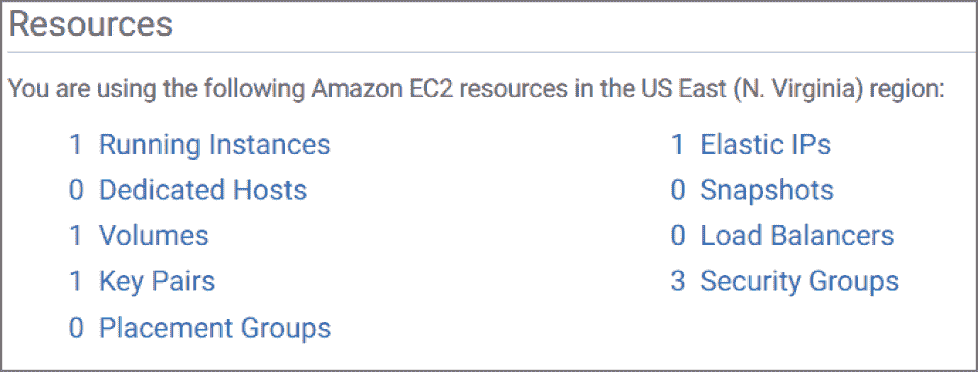 Resources
You are using the following Amazon EC2 resources in the US East (N. Virginia) region:
1 Running Instances
0 Dedicated Hosts
1 Volumes
1 Key Pairs
0 Placement Groups
1 Elastic IPs
0 Snapshots
0 Load Balancers
3 Security Groups